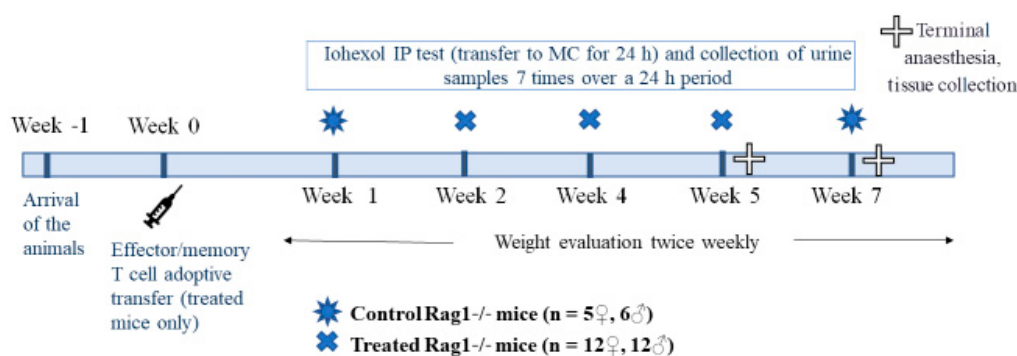 Iohexol IP test (transfer to MC for 24 h) and collection of urine
samples 7 times over a 24 h period
Terminal
anaesthesia,
tissue collection
Week -1
Week 0
Week 1
Week 2
Week 4
Week 5
Week 7
Arrival
of the
animals
Effector/memory
T cell adoptive
transfer (treated
mice only)
Weight evaluation twice weekly
Control Rag1-/- mice (n = 5♀, 6♂)
Treated Rag1-/- mice (n = 12♀, 12♂)